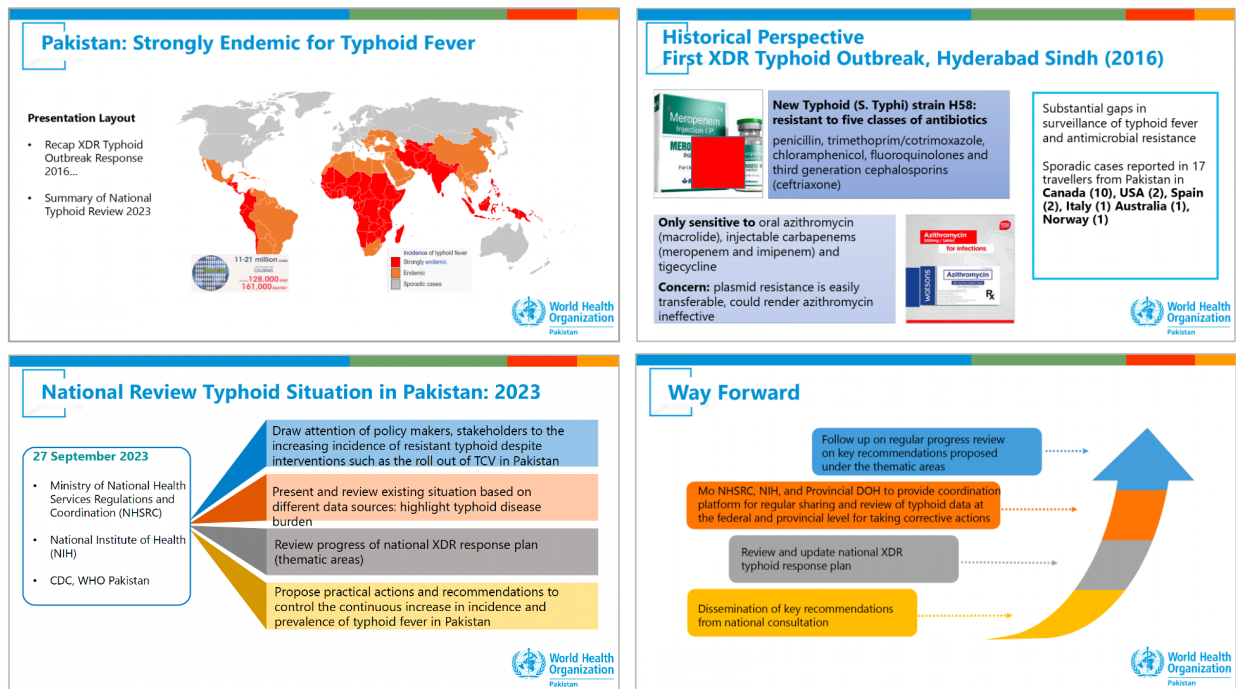 Pakistan: Strongly Endemic for Typhoid Fever
Presentation Layout
• Recap XDR Typhoid
Outbreak Response
2016...
• Summary of National
Typhoid Review 2023
11-21 million
CAUSING
128,000
161,000
Incidence of typhoid fever
Strongly endemic
Endemic
Sporadic cases
World Health
Organization
Pakistan
Historical Perspective
First XDR Typhoid Outbreak, Hyderabad Sindh (2016)
Meropenem
Injection I.P.
MERO
New Typhoid (S. Typhi) strain H58:
resistant to five classes of antibiotics
penicillin, trimethoprim/cotrimoxazole,
chloramphenicol, fluoroquinolones and
third generation cephalosporins
(ceftriaxone)
Only sensitive to oral azithromycin
(macrolide), injectable carbapenems
(meropenem and imipenem) and
tigecycline
Concern: plasmid resistance is easily
transferable, could render azithromycin
ineffective
Azithromycin
500mg / tablet
for infections
watsons
Azithromycin
Rx
Substantial gaps in
surveillance of typhoid fever
and antimicrobial resistance
Sporadic cases reported in 17
travellers from Pakistan in
Canada (10), USA (2), Spain
(2), Italy (1) Australia (1),
Norway (1)
World Health
Organization
Pakistan
National Review Typhoid Situation in Pakistan: 2023
27 September 2023
• Ministry of National Health
Services Regulations and
Coordination (NHSRC)
• National Institute of Health
(NIH)
• CDC, WHO Pakistan
Draw attention of policy makers, stakeholders to the
increasing incidence of resistant typhoid despite
interventions such as the roll out of TCV in Pakistan
Present and review existing situation based on
different data sources: highlight typhoid disease
burden
Review progress of national XDR response plan
(thematic areas)
Propose practical actions and recommendations to
control the continuous increase in incidence and
prevalence of typhoid fever in Pakistan
World Health
Organization
Pakistan
Way Forward
Follow up on regular progress review
on key recommendations proposed
under the thematic areas
Mo NHSRC, NIH, and Provincial DOH to provide coordination
platform for regular sharing and review of typhoid data at
the federal and provincial level for taking corrective actions
Review and update national XDR
typhoid response plan
Dissemination of key recommendations
from national consultation
World Health
Organization
Pakistan